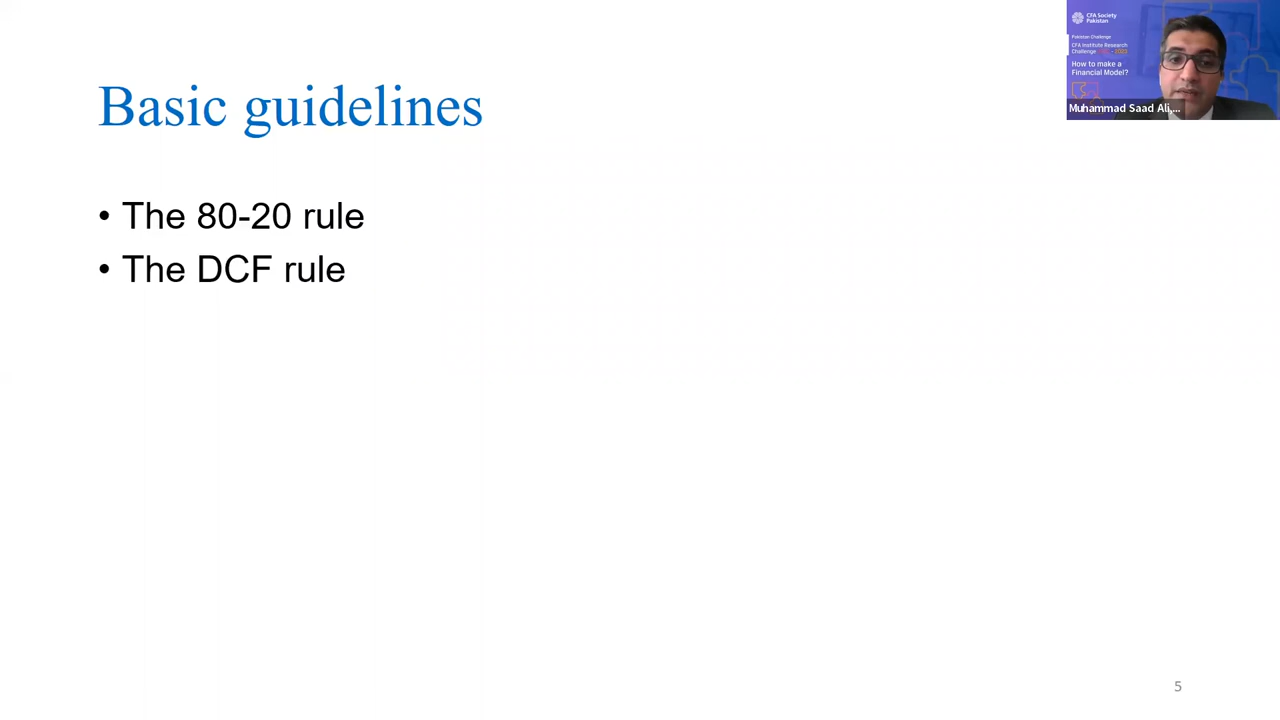 Basic guidelines
• The 80-20 rule
• The DCF rule
CFA Society
Pakistan
Pakistan Challenge
CFA Institute Research
Challenge
How to make a
Financial Model?
Muhammad Saad Ali,...
5